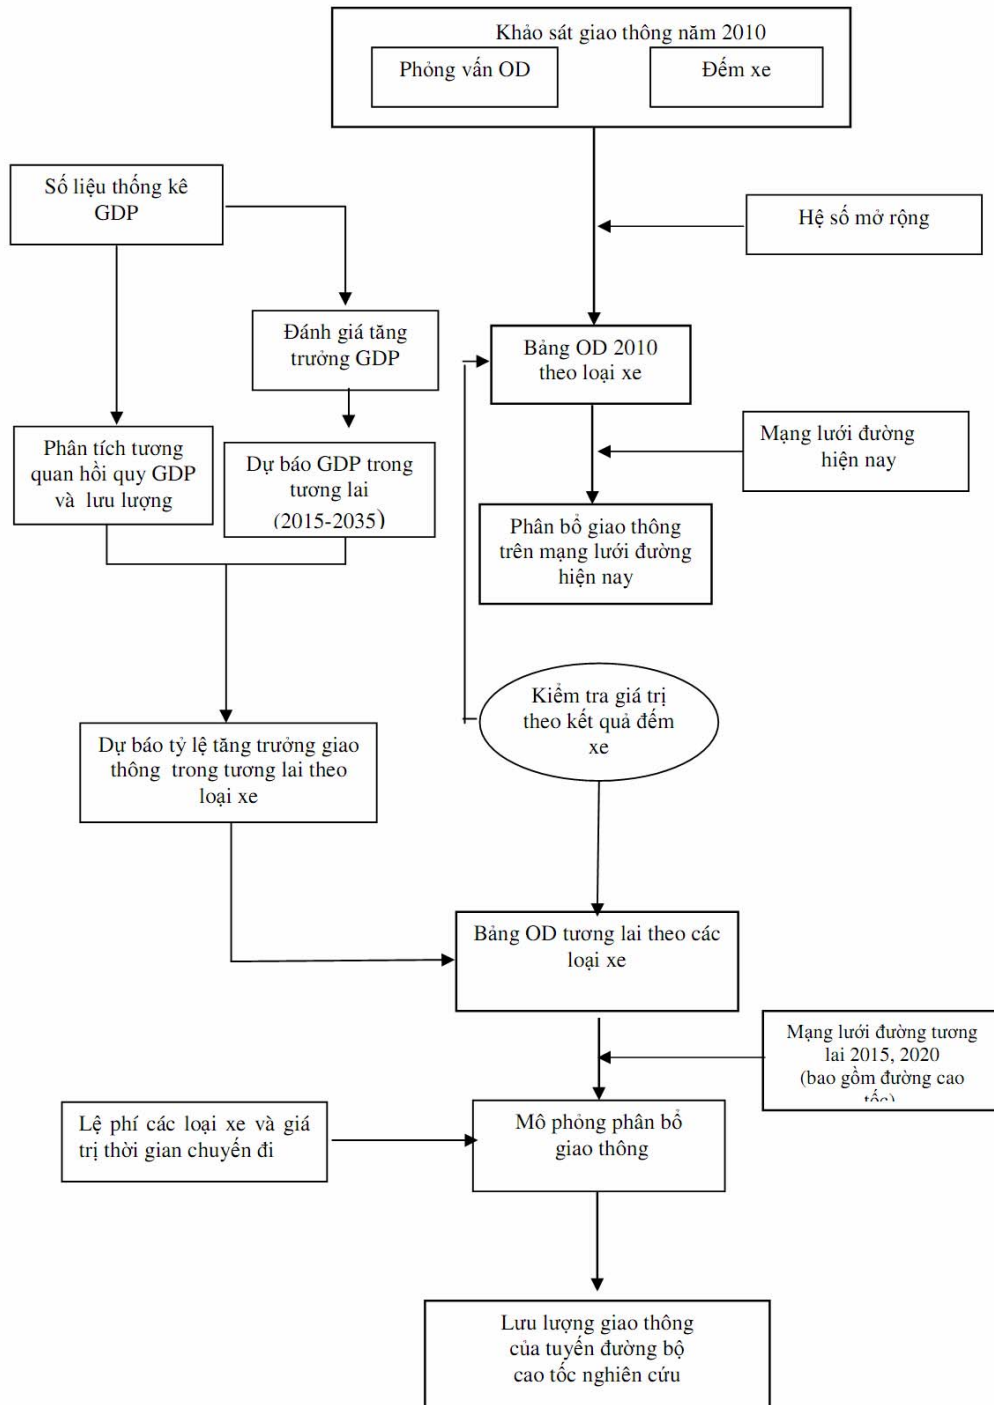 Khảo sát giao thông năm 2010
Phỏng vấn OD
Đếm xe
Số liệu thống kê
GDP
Hệ số mở rộng
Đánh giá tăng
trưởng GDP
Bảng OD 2010
theo loại xe
Phân tích tương
quan hồi quy GDP
và lưu lượng
Dự báo GDP trong
tương lai
(2015-2035)
Mạng lưới đường
hiện nay
Phân bổ giao thông
trên mạng lưới đường
hiện nay
Kiểm tra giá trị
theo kết quả đếm
xe
Dự báo tỷ lệ tăng trưởng giao
thông trong tương lai theo
loại xe
Bảng OD tương lai theo các
loại xe
Mạng lưới đường tương
lai 2015, 2020
(bao gồm đường cao
tốc)
Lệ phí các loại xe và giá
trị thời gian chuyến đi
Mô phỏng phân bổ
giao thông
Lưu lượng giao thông
của tuyến đường bộ
cao tốc nghiên cứu